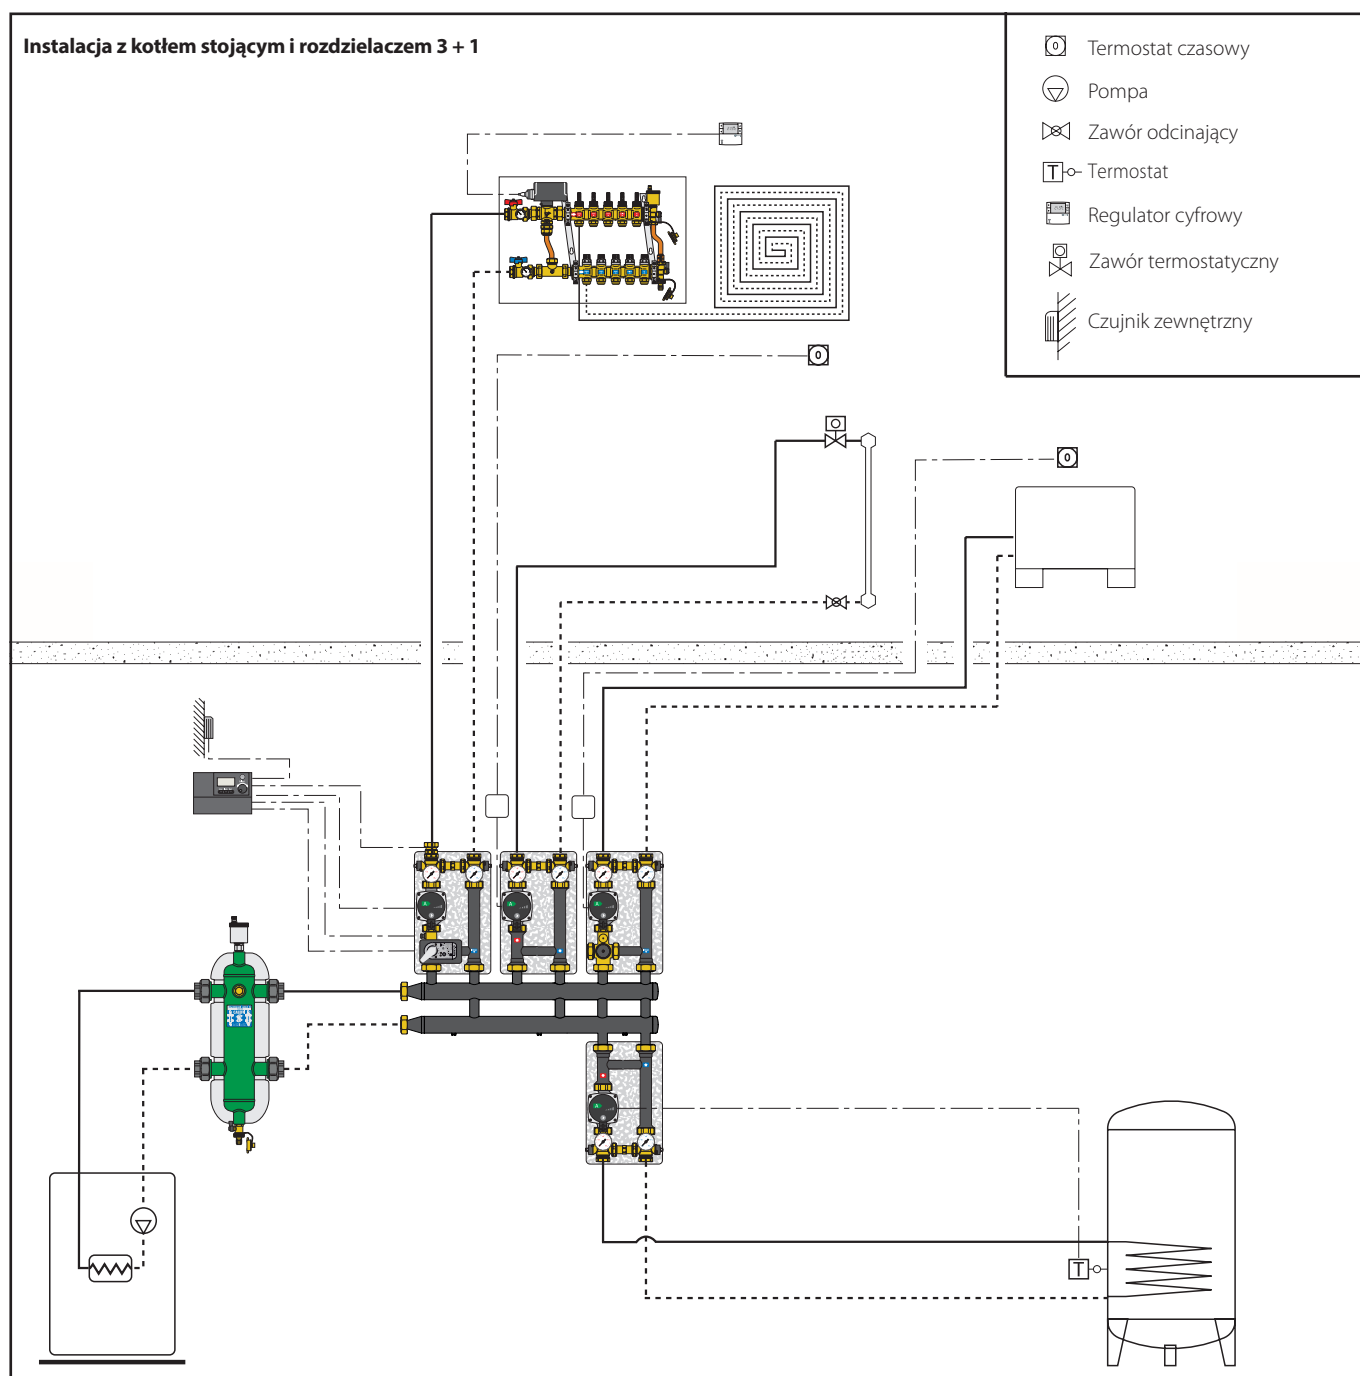 Instalacja z kotłem stojącym i rozdzielaczem 3 + 1
Termostat czasowy
Pompa
Zawór odcinający
T Termostat
Regulator cyfrowy
Zawór termostatyczny
Czujnik zewnętrzny
T